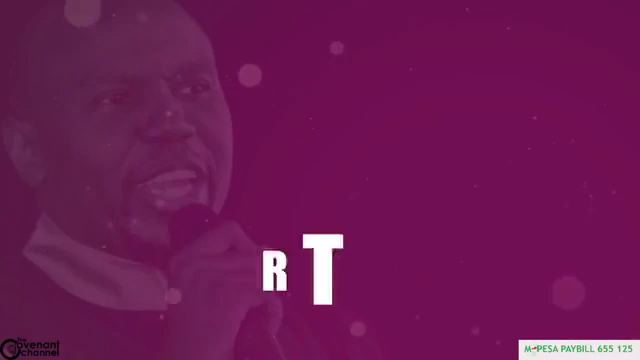 R T
The
Covenant
Channel
M-PESA PAYBILL 655 125